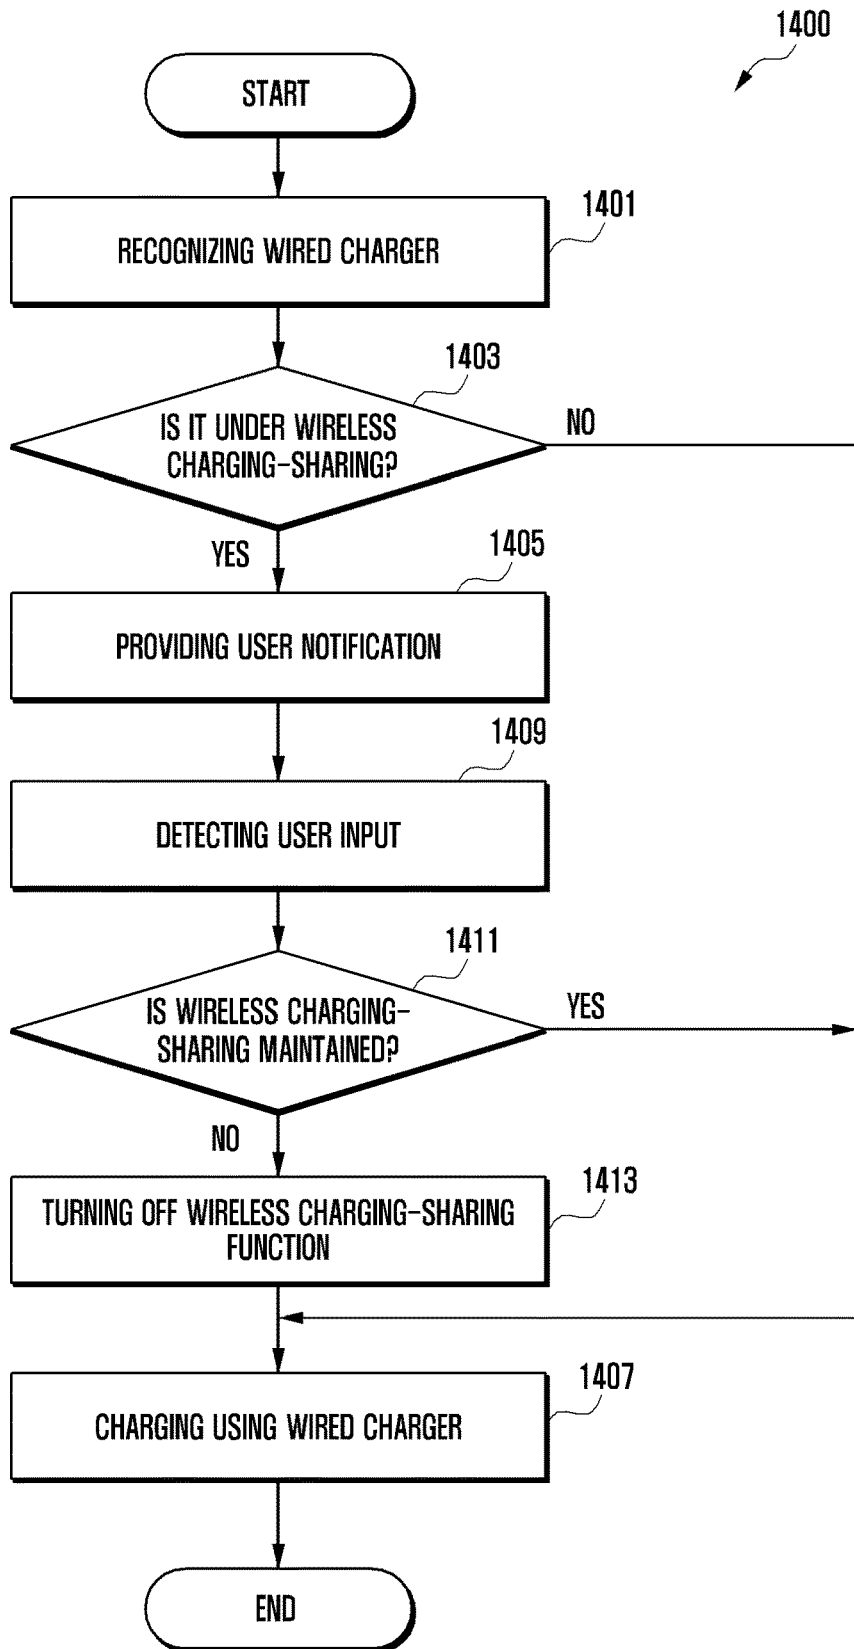 1400
START
1401
RECOGNIZING WIRED CHARGER
1403
IS IT UNDER WIRELESS
CHARGING-SHARING?
NO
YES
1405
PROVIDING USER NOTIFICATION
1409
DETECTING USER INPUT
1411
IS WIRELESS CHARGING-
SHARING MAINTAINED?
YES
NO
1413
TURNING OFF WIRELESS CHARGING-SHARING
FUNCTION
1407
CHARGING USING WIRED CHARGER
END